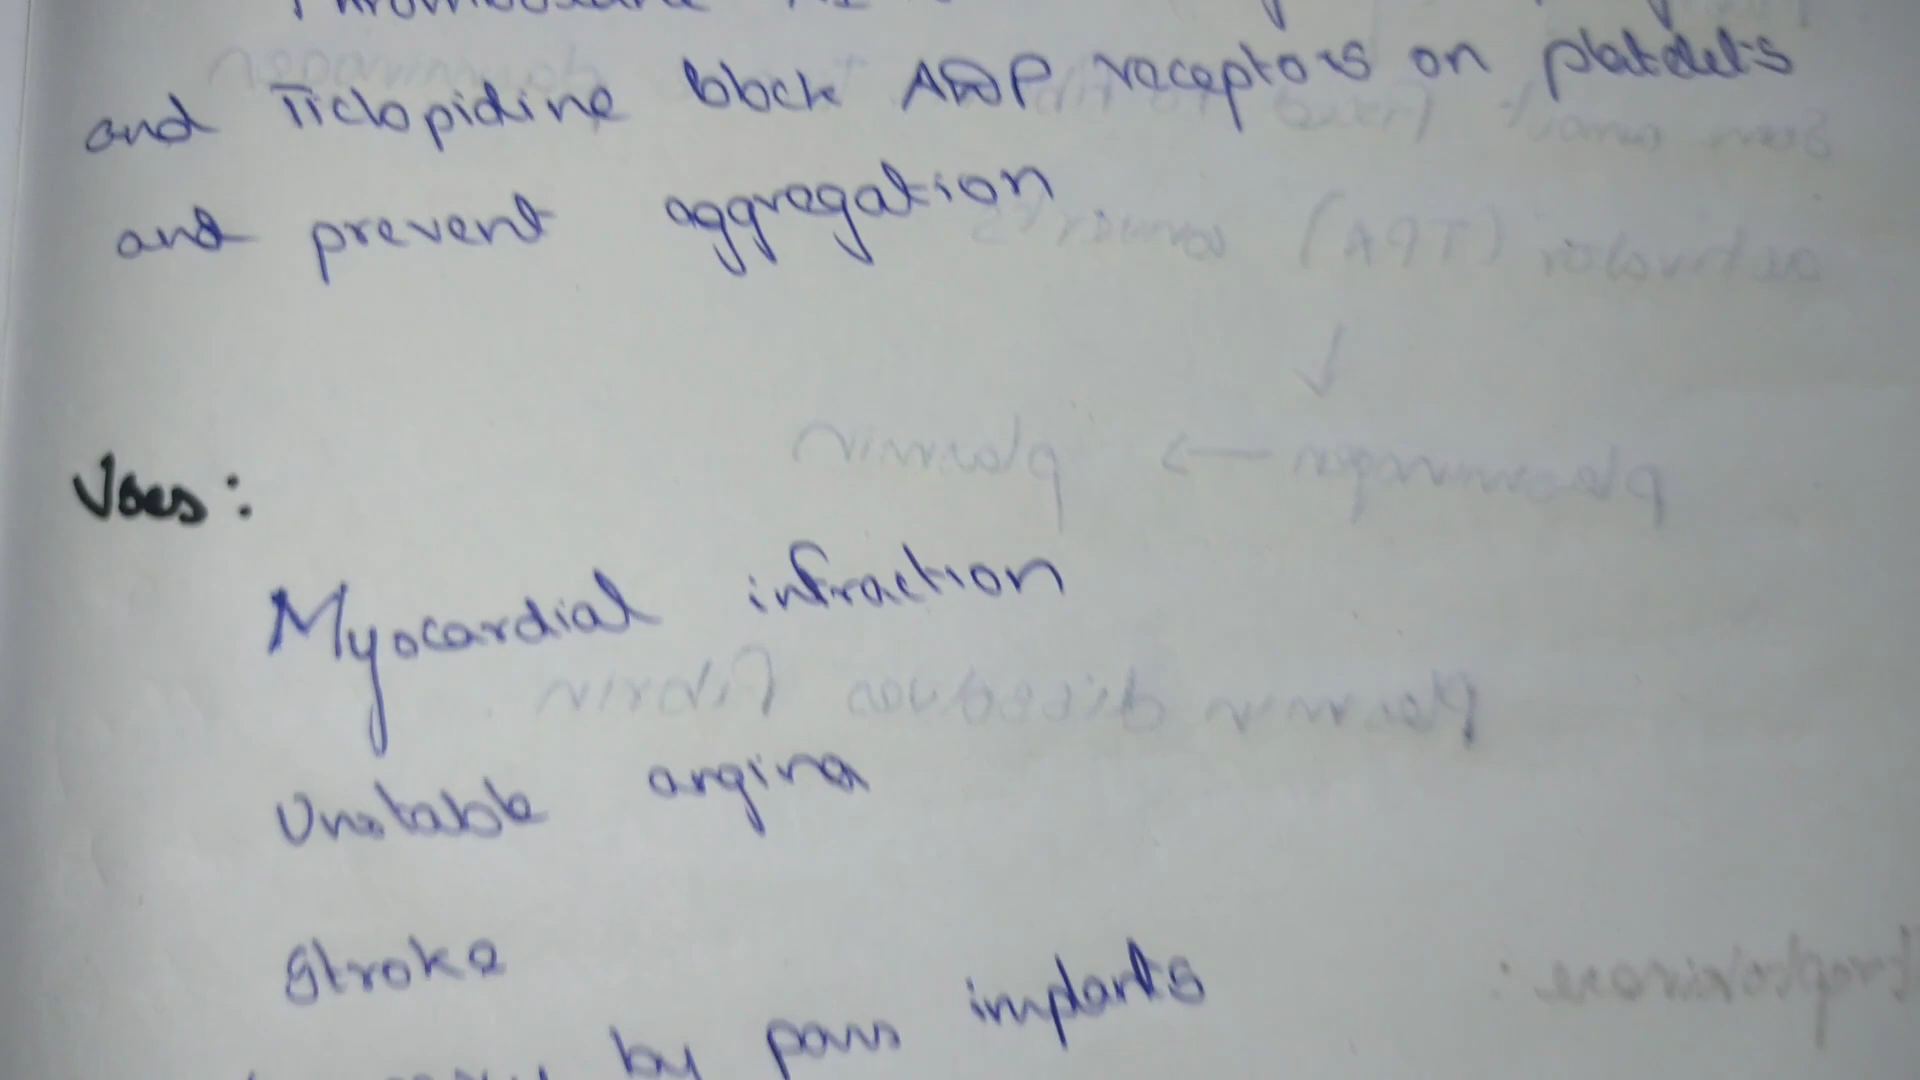 and Ticlopidine block ADP receptors on platelets
and prevent aggregation
Uses:
Myocardial infraction
Unstable angina
Stroke
by pass implants